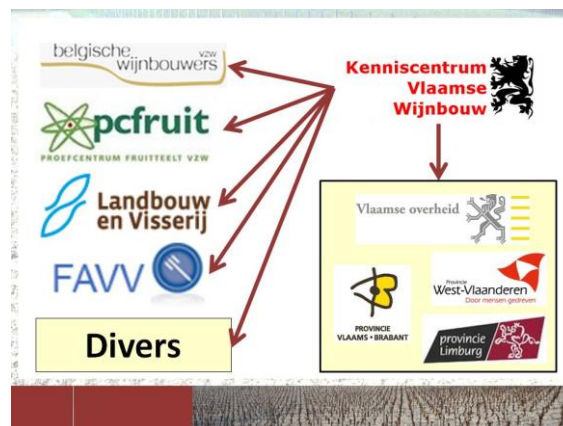 belgische
wijnbouwers vzw
pcfruit
PROEFCENTRUM FRUITTEELT VZW
Landbouw
en Visserij
FAVV
Divers
Kenniscentrum
Vlaamse
Wijnbouw
Vlaamse overheid
PROVINCIE
VLAAMS•BRABANT
Provincie
West-Vlaanderen
Door mensen gedreven
provincie
Limburg